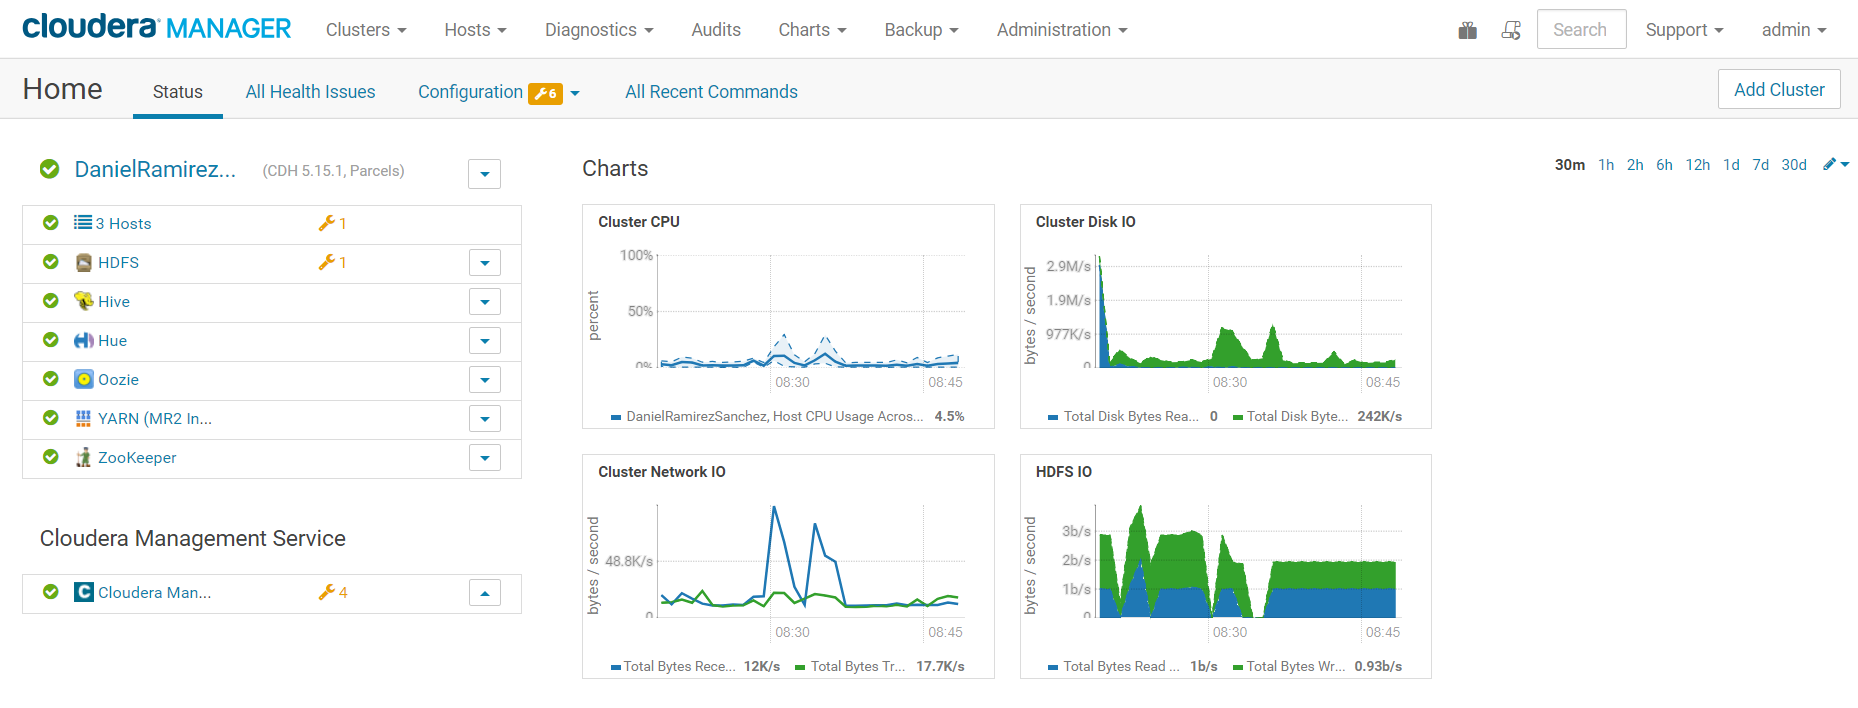 cloudera MANAGER Clusters Hosts Diagnostics Audits Charts Backup Administration Search Support admin
Home Status All Health Issues Configuration 6 All Recent Commands Add Cluster
DanielRamirez... (CDH 5.15.1, Parcels)
3 Hosts 1
HDFS 1
Hive
Hue
Oozie
YARN (MR2 In...
ZooKeeper
Cloudera Management Service
Cloudera Man... 4
Charts
30m 1h 2h 6h 12h 1d 7d 30d
Cluster CPU
percent
100%
50%
0%
08:30 08:45
DanielRamirezSanchez, Host CPU Usage Acros... 4.5%
Cluster Disk IO
bytes / second
2.9M/s
1.9M/s
977K/s
0
08:30 08:45
Total Disk Bytes Rea... 0 Total Disk Byte... 242K/s
Cluster Network IO
bytes / second
48.8K/s
0
08:30 08:45
Total Bytes Rece... 12K/s Total Bytes Tr... 17.7K/s
HDFS IO
bytes / second
3b/s
2b/s
1b/s
0
08:30 08:45
Total Bytes Read ... 1b/s Total Bytes Wr... 0.93b/s